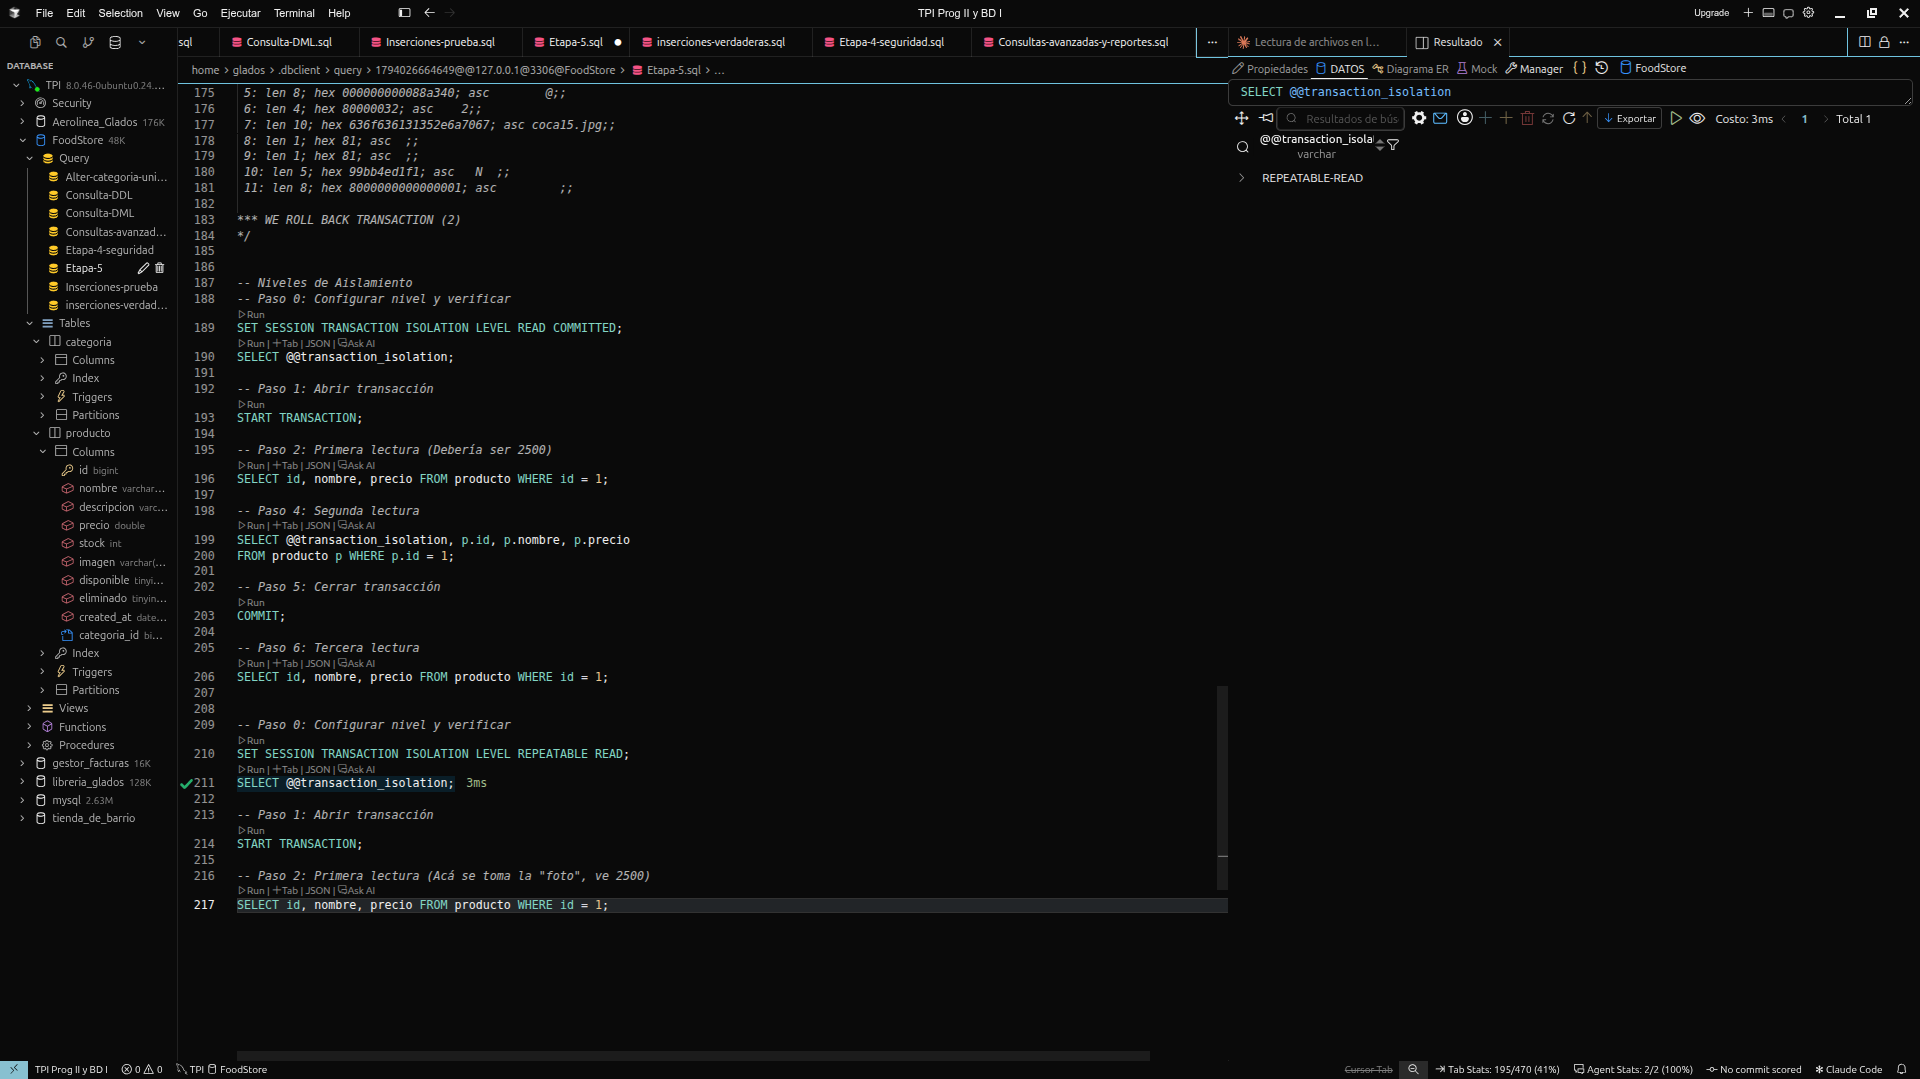 File Edit Selection View Go Ejecutar Terminal Help
TPI Prog II y BD I
Upgrade
sql Consulta-DML.sql Inserciones-prueba.sql Etapa-5.sql inserciones-verdaderas.sql Etapa-4-seguridad.sql Consultas-avanzadas-y-reportes.sql ...
Lectura de archivos en l... Resultado
DATABASE
home > glados > .dbclient > query > 1794026664649@@127.0.0.1@3306@FoodStore > Etapa-5.sql > ...
Propiedades DATOS Diagrama ER Mock Manager { } FoodStore
SELECT @@transaction_isolation
Resultados de bús
Exportar Costo: 3ms 1 Total 1
@@transaction_isola
varchar
REPEATABLE-READ
TPI 8.0.46-0ubuntu0.24....
Security
Aerolinea_Glados 176K
FoodStore 48K
Query
Alter-categoria-uni...
Consulta-DDL
Consulta-DML
Consultas-avanzad...
Etapa-4-seguridad
Etapa-5
Inserciones-prueba
inserciones-verdad...
Tables
categoria
Columns
Index
Triggers
Partitions
producto
Columns
id bigint
nombre varchar...
descripcion varc...
precio double
stock int
imagen varchar(...
disponible tinyi...
eliminado tinyin...
created_at date...
categoria_id bi...
Index
Triggers
Partitions
Views
Functions
Procedures
gestor_facturas 16K
libreria_glados 128K
mysql 2.63M
tienda_de_barrio
175 5: len 8; hex 000000000088a340; asc @;;
176 6: len 4; hex 80000032; asc 2;;
177 7: len 10; hex 636f636131352e6a7067; asc coca15.jpg;;
178 8: len 1; hex 81; asc ;;
179 9: len 1; hex 81; asc ;;
180 10: len 5; hex 99bb4ed1f1; asc N ;;
181 11: len 8; hex 8000000000000001; asc ;;
182
183 *** WE ROLL BACK TRANSACTION (2)
184 */
185
186
187 -- Niveles de Aislamiento
188 -- Paso 0: Configurar nivel y verificar
Run
189 SET SESSION TRANSACTION ISOLATION LEVEL READ COMMITTED;
Run | Tab | JSON | Ask AI
190 SELECT @@transaction_isolation;
191
192 -- Paso 1: Abrir transacción
Run
193 START TRANSACTION;
194
195 -- Paso 2: Primera lectura (Debería ser 2500)
Run | Tab | JSON | Ask AI
196 SELECT id, nombre, precio FROM producto WHERE id = 1;
197
198 -- Paso 4: Segunda lectura
Run | Tab | JSON | Ask AI
199 SELECT @@transaction_isolation, p.id, p.nombre, p.precio
200 FROM producto p WHERE p.id = 1;
201
202 -- Paso 5: Cerrar transacción
Run
203 COMMIT;
204
205 -- Paso 6: Tercera lectura
Run | Tab | JSON | Ask AI
206 SELECT id, nombre, precio FROM producto WHERE id = 1;
207
208
209 -- Paso 0: Configurar nivel y verificar
Run
210 SET SESSION TRANSACTION ISOLATION LEVEL REPEATABLE READ;
Run | Tab | JSON | Ask AI
211 SELECT @@transaction_isolation; 3ms
212
213 -- Paso 1: Abrir transacción
Run
214 START TRANSACTION;
215
216 -- Paso 2: Primera lectura (Acá se toma la "foto", ve 2500)
Run | Tab | JSON | Ask AI
217 SELECT id, nombre, precio FROM producto WHERE id = 1;
TPI Prog II y BD I 0 0 TPI FoodStore
Cursor Tab Tab Stats: 195/470 (41%) Agent Stats: 2/2 (100%) No commit scored Claude Code